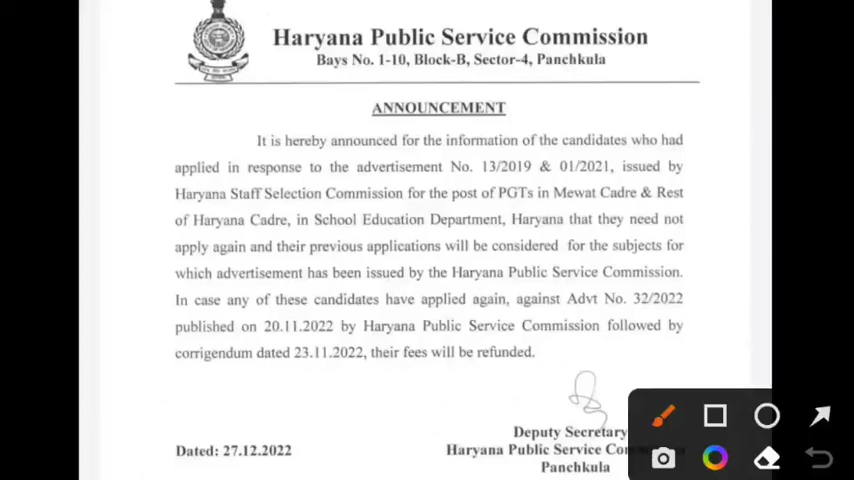 Haryana Public Service Commission
Bays No. 1-10, Block-B, Sector-4, Panchkula
ANNOUNCEMENT
It is hereby announced for the information of the candidates who had
applied in response to the advertisement No. 13/2019 & 01/2021, issued by
Haryana Staff Selection Commission for the post of PGTs in Mewat Cadre & Rest
of Haryana Cadre, in School Education Department, Haryana that they need not
apply again and their previous applications will be considered for the subjects for
which advertisement has been issued by the Haryana Public Service Commission.
In case any of these candidates have applied again, against Advt No. 32/2022
published on 20.11.2022 by Haryana Public Service Commission followed by
corrigendum dated 23.11.2022, their fees will be refunded.
Deputy Secretary
Dated: 27.12.2022 Haryana Public Service
Panchkula